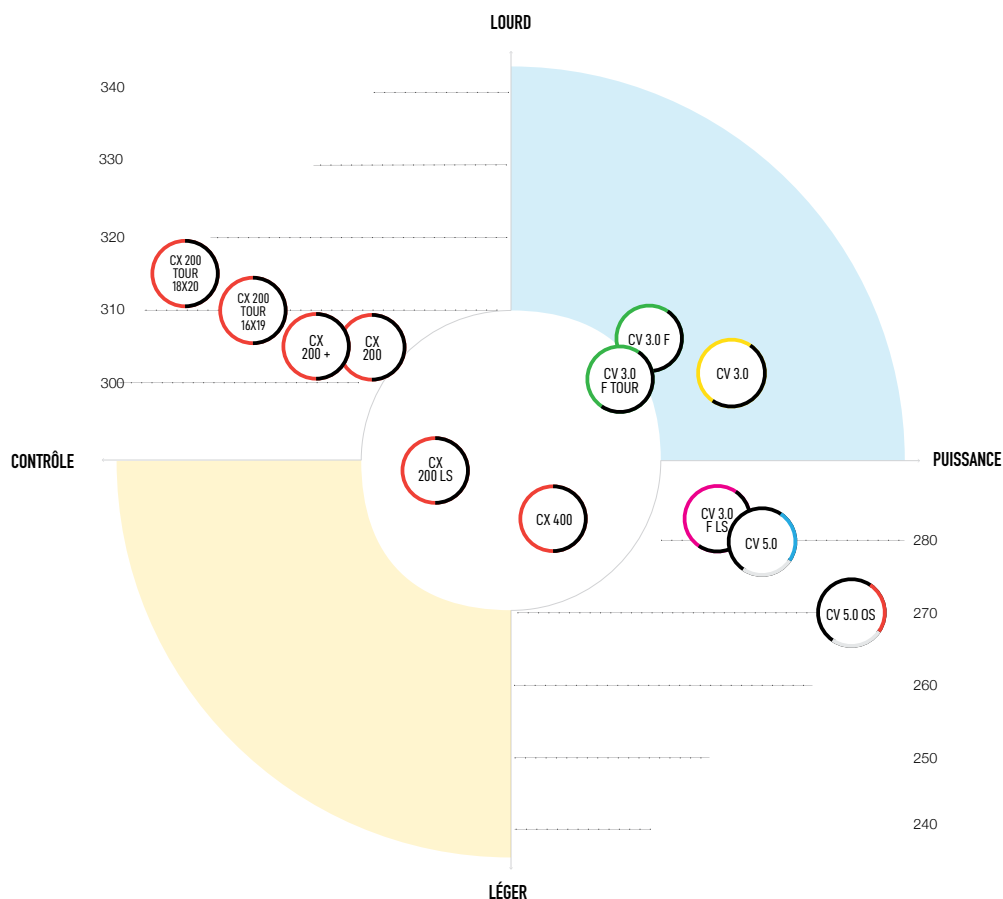 LOURD
340
330
320
CX 200
TOUR
18X20
CX 200
TOUR
16X19
310
CX
200 +
CX
200
CV 3.0 F
CV 3.0
F TOUR
CV 3.0
300
CONTRÔLE
PUISSANCE
CX
200 LS
CX 400
CV 3.0
F LS
CV 5.0
280
CV 5.0 OS
270
260
250
240
LÉGER